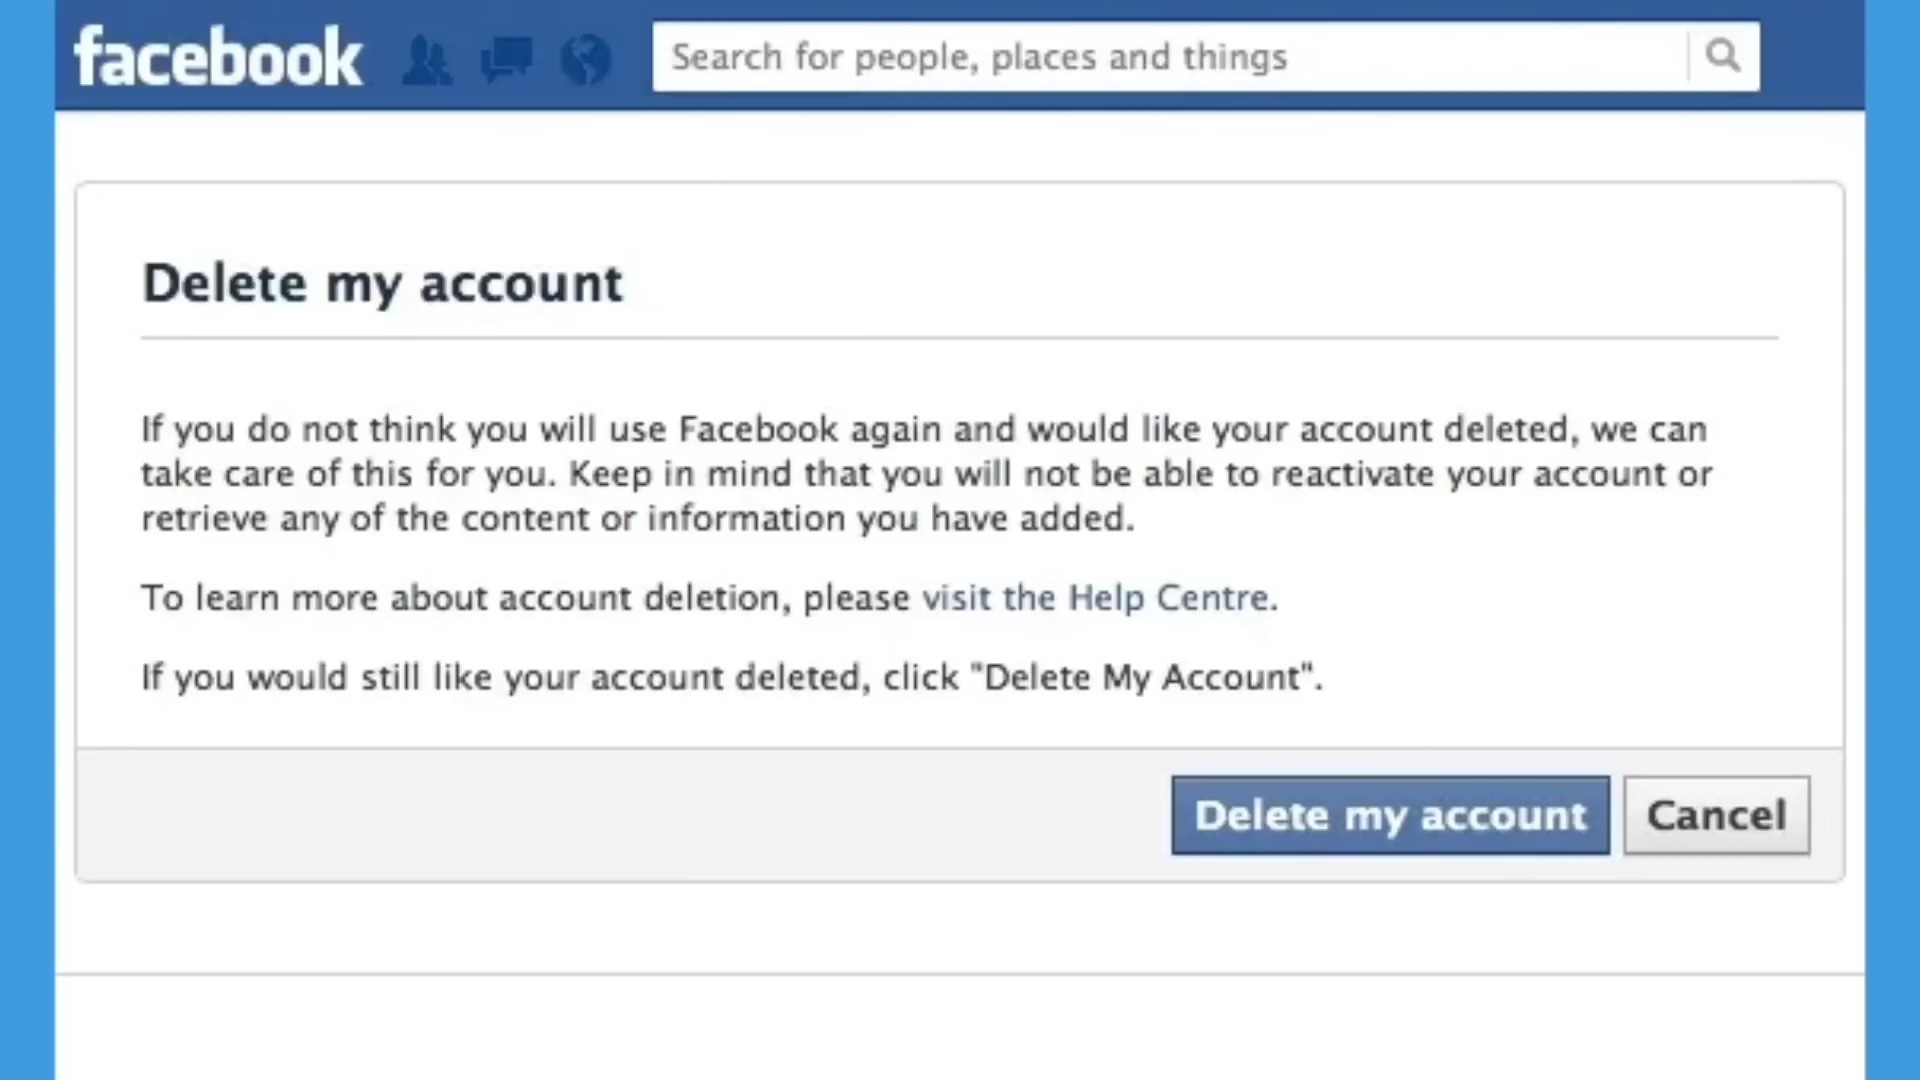 facebook
Search for people, places and things
Delete my account
If you do not think you will use Facebook again and would like your account deleted, we can
take care of this for you. Keep in mind that you will not be able to reactivate your account or
retrieve any of the content or information you have added.
To learn more about account deletion, please visit the Help Centre.
If you would still like your account deleted, click "Delete My Account".
Delete my account
Cancel